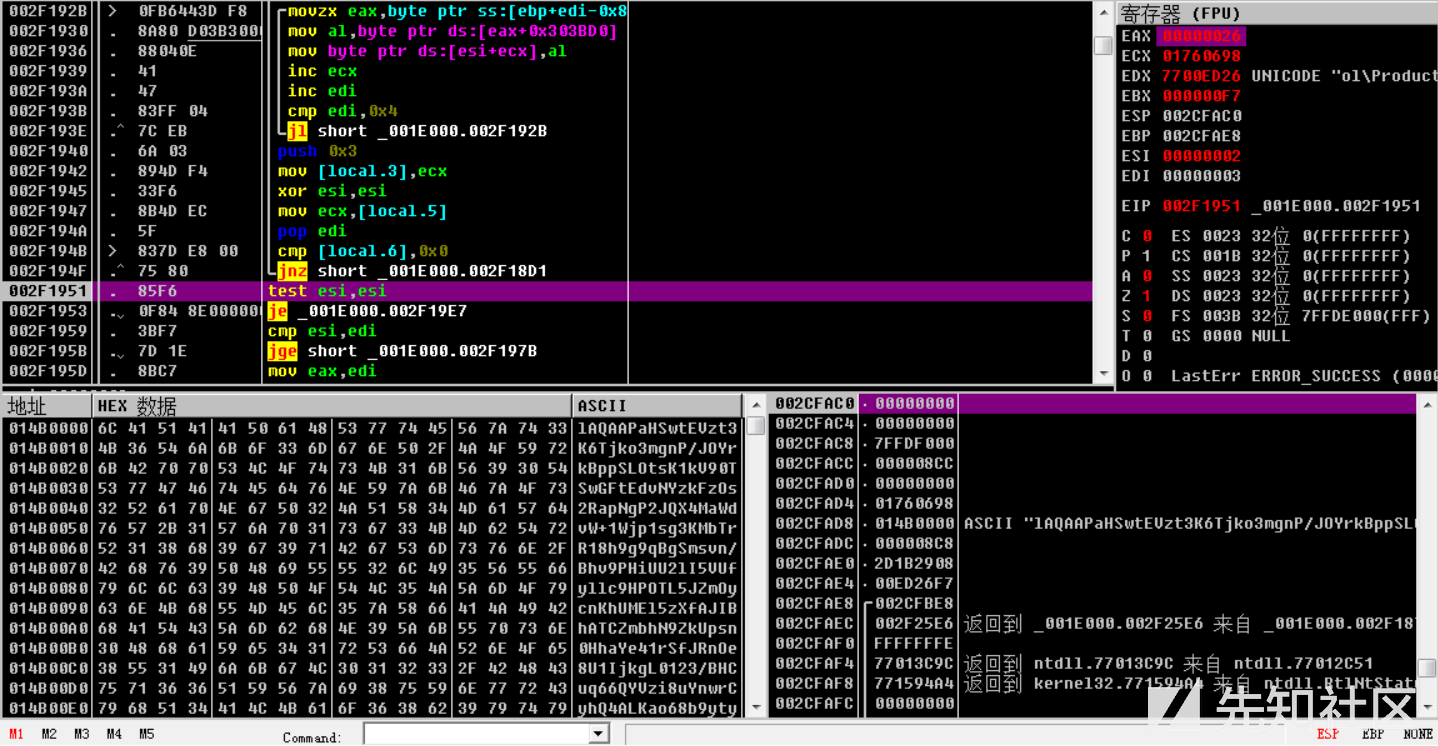 002F192B > 0FB6443D F8 movzx eax,byte ptr ss:[ebp+edi-0x8
002F1930 . 8A80 D03B300 mov al,byte ptr ds:[eax+0x303BD0]
002F1936 . 88040E mov byte ptr ds:[esi+ecx],al
002F1939 . 41 inc ecx
002F193A . 47 inc edi
002F193B . 83FF 04 cmp edi,0x4
002F193E .^ 7C EB jl short _001E000.002F192B
002F1940 . 6A 03 push 0x3
002F1942 . 894D F4 mov [local.3],ecx
002F1945 . 33F6 xor esi,esi
002F1947 . 8B4D EC mov ecx,[local.5]
002F194A . 5F pop edi
002F194B > 837D E8 00 cmp [local.6],0x0
002F194F .^ 75 80 jnz short _001E000.002F18D1
002F1951 . 85F6 test esi,esi
002F1953 .v 0F84 8E00000 je _001E000.002F19E7
002F1959 . 3BF7 cmp esi,edi
002F195B .v 7D 1E jge short _001E000.002F197B
002F195D . 8BC7 mov eax,edi
寄存器 (FPU)
EAX 00000026
ECX 01760698
EDX 7700ED26 UNICODE "ol\Product
EBX 000000F7
ESP 002CFAC0
EBP 002CFAE8
ESI 00000002
EDI 00000003
EIP 002F1951 _001E000.002F1951
C 0 ES 0023 32位 0(FFFFFFFF)
P 1 CS 001B 32位 0(FFFFFFFF)
A 0 SS 0023 32位 0(FFFFFFFF)
Z 1 DS 0023 32位 0(FFFFFFFF)
S 0 FS 003B 32位 7FFDE000(FFF)
T 0 GS 0000 NULL
D 0
O 0 LastErr ERROR_SUCCESS (0000
地址 HEX 数据 ASCII
014B0000 6C 41 51 41 41 50 61 48 53 77 74 45 56 7A 74 33 lAQAAPaHSwtEVzt3
014B0010 4B 36 54 6A 6B 6F 33 6D 67 6E 50 2F 4A 4F 59 72 K6Tjko3mgnP/JOYr
014B0020 6B 42 70 70 53 4C 4F 74 73 4B 31 6B 56 39 30 54 kBppSLOtsK1kV90T
014B0030 53 77 47 46 74 45 64 76 4E 59 7A 6B 46 7A 4F 73 SwGFtEdvNYzkFzOs
014B0040 32 52 61 70 4E 67 50 32 4A 51 58 34 4D 61 57 64 2RapNgP2JQX4MaWd
014B0050 76 57 2B 31 57 6A 70 31 73 67 33 4B 4D 62 54 72 vW+1Wjp1sg3KMbTr
014B0060 52 31 38 68 39 67 39 71 42 67 53 6D 73 76 6E 2F R18h9g9qBgSmsvn/
014B0070 42 68 76 39 50 48 69 55 55 32 6C 49 35 56 55 66 Bhv9PHiUU2lI5VUf
014B0080 79 6C 6C 63 39 48 50 4F 54 4C 35 4A 5A 6D 4F 79 yllc9HPOTL5JZmOy
014B0090 63 6E 4B 68 55 4D 45 6C 35 7A 58 66 41 4A 49 42 cnKhUMEl5zXfAJIB
014B00A0 68 41 54 43 5A 6D 62 68 4E 39 5A 6B 55 70 73 6E hATCZmbhN9ZkUpsn
014B00B0 30 48 68 61 59 65 34 31 72 53 66 4A 52 6E 4F 65 0HhaYe41rSfJRnOe
014B00C0 38 55 31 49 6A 6B 67 4C 30 31 32 33 2F 42 48 43 8U1IjkgL0123/BHC
014B00D0 75 71 36 36 51 59 56 7A 69 38 75 59 6E 77 72 43 uq66QYVzi8uYnwrC
014B00E0 79 68 51 34 41 4C 4B 61 6F 36 38 62 39 79 74 79 yhQ4ALKao68b9yty
002CFAC0 00000000
002CFAC4 00000000
002CFAC8 7FFDF000
002CFACC 000008CC
002CFAD0 00000000
002CFAD4 01760698
002CFAD8 014B0000 ASCII "lAQAAPaHSwtEVzt3K6Tjko3mgnP/JOYrkBppSL
002CFADC 000008C8
002CFAE0 2D1B2908
002CFAE4 00ED26F7
002CFAE8 002CFBE8
002CFAEC 002F25E6 返回到 _001E000.002F25E6 来自 _001E000.002F18
002CFAF0 FFFFFFFE
002CFAF4 77013C9C 返回到 ntdll.77013C9C 来自 ntdll.77012C51
002CFAF8 771594A4 返回到 kernel32.771594A4 来自 ntdll.RtlNtStat
002CFAFC 00000000
先知社区
M1 M2 M3 M4 M5 Command: ESP EBP NONE